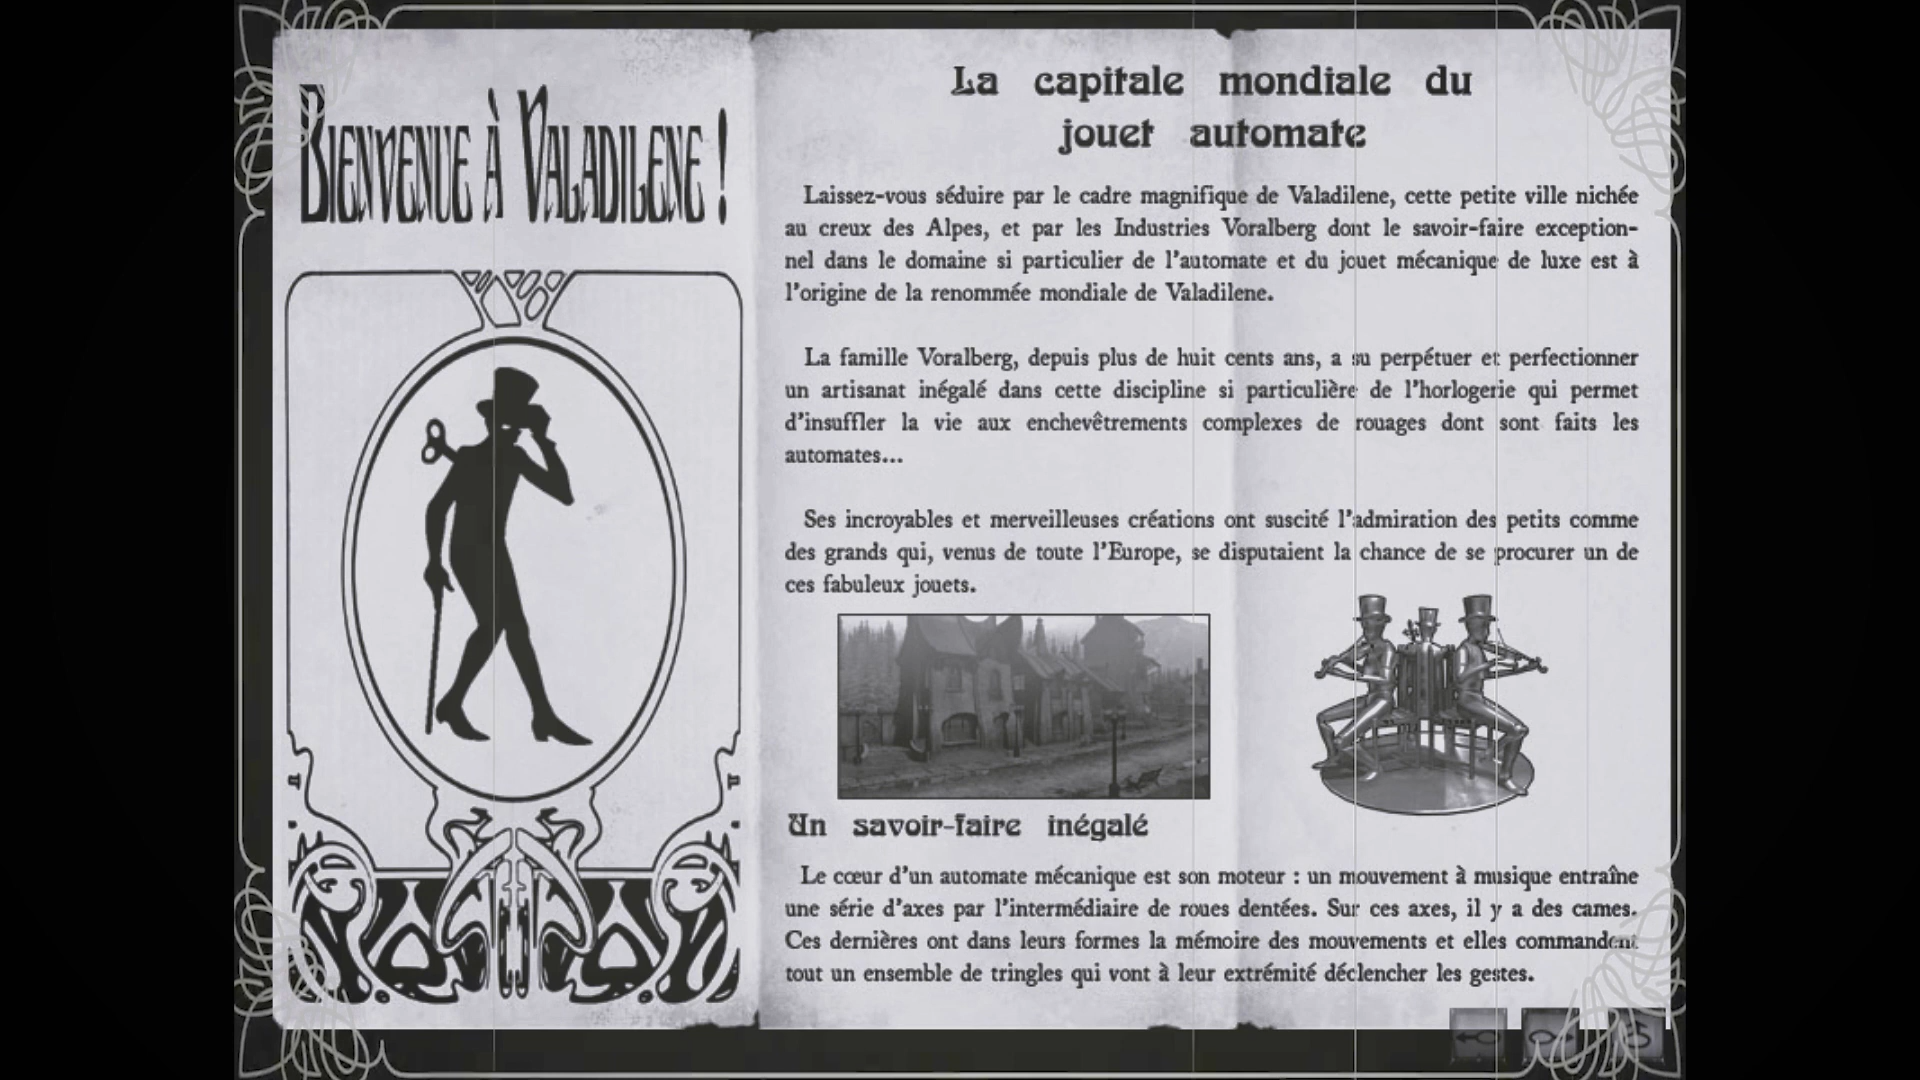 Bienvenue à Valadilene !
La capitale mondiale du
jouet automate
Laissez-vous séduire par le cadre magnifique de Valadilene, cette petite ville nichée
au creux des Alpes, et par les Industries Voralberg dont le savoir-faire exception-
nel dans le domaine si particulier de l'automate et du jouet mécanique de luxe est à
l'origine de la renommée mondiale de Valadilene.
La famille Voralberg, depuis plus de huit cents ans, a su perpétuer et perfectionner
un artisanat inégalé dans cette discipline si particulière de l'horlogerie qui permet
d'insuffler la vie aux enchevêtrements complexes de rouages dont sont faits les
automates...
Ses incroyables et merveilleuses créations ont suscité l'admiration des petits comme
des grands qui, venus de toute l'Europe, se disputaient la chance de se procurer un de
ces fabuleux jouets.
Un savoir-faire inégalé
Le cœur d'un automate mécanique est son moteur : un mouvement à musique entraîne
une série d'axes par l'intermédiaire de roues dentées. Sur ces axes, il y a des cames.
Ces dernières ont dans leurs formes la mémoire des mouvements et elles commandent
tout un ensemble de tringles qui vont à leur extrémité déclencher les gestes.